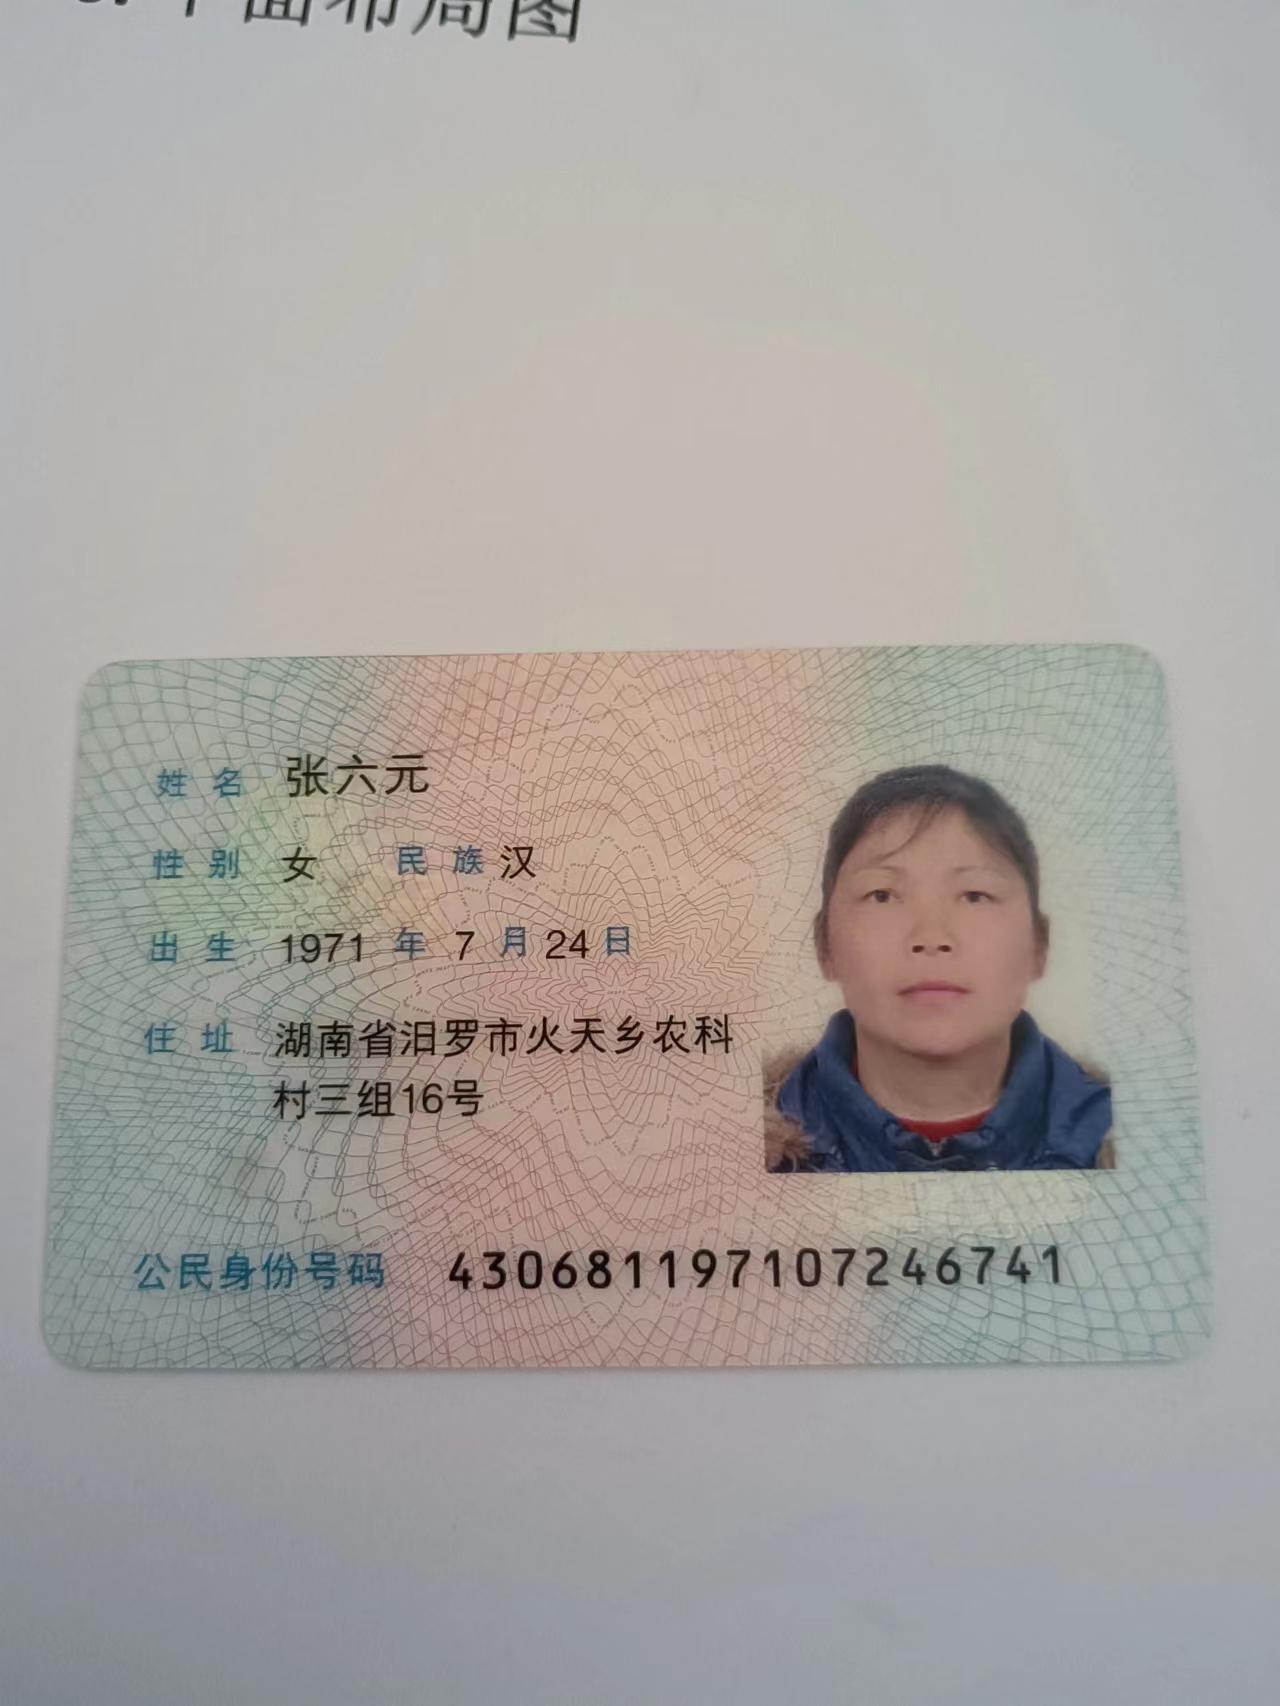 平面布局图
姓名 张六元
性别 女 民族 汉
出生 1971 年 7 月 24 日
住址 湖南省汨罗市火天乡农科
村三组16号
公民身份号码 430681197107246741